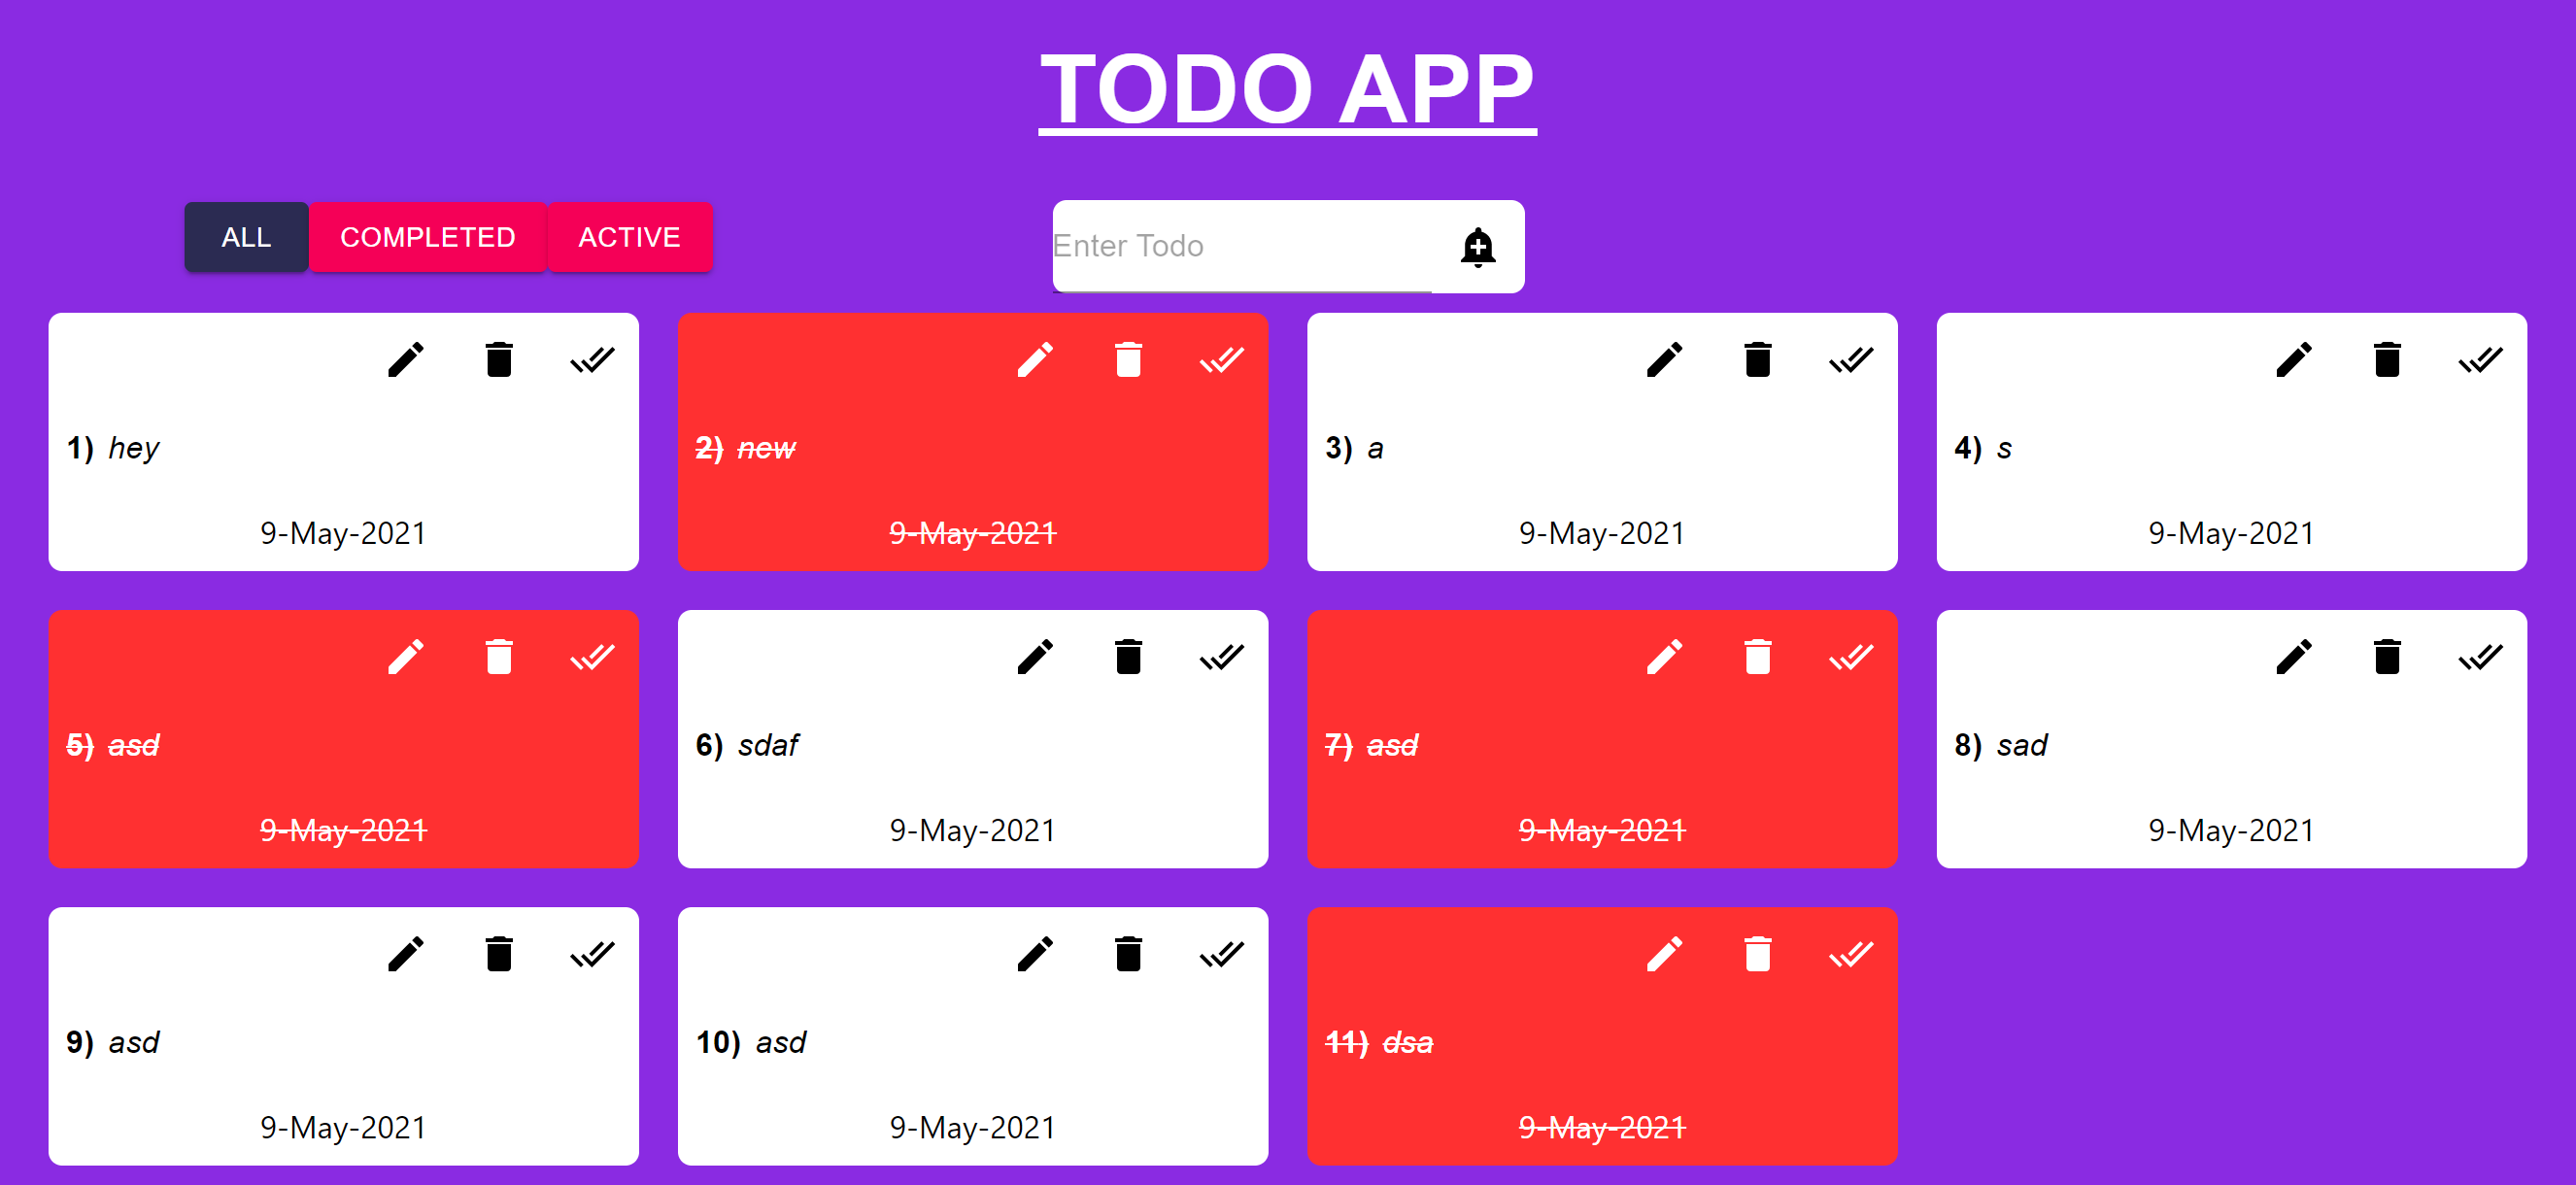 TODO APP
ALL COMPLETED ACTIVE
Enter Todo
1) hey
9-May-2021
2) new
9-May-2021
3) a
9-May-2021
4) s
9-May-2021
5) asd
9-May-2021
6) sdaf
9-May-2021
7) asd
9-May-2021
8) sad
9-May-2021
9) asd
9-May-2021
10) asd
9-May-2021
11) dsa
9-May-2021